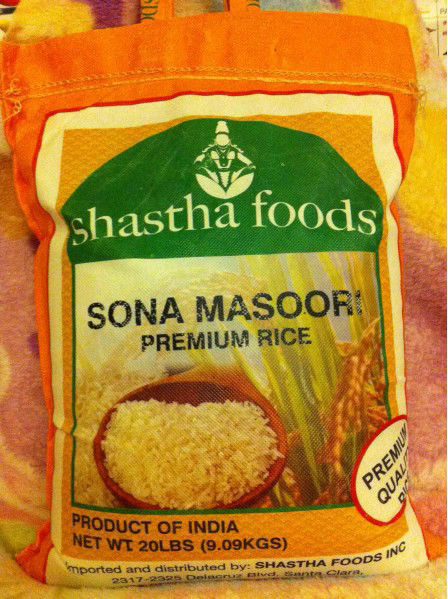 shastha foods
SONA MASOORI
PREMIUM RICE
PREMIUM
QUALITY
PRODUCT OF INDIA
NET WT. 20LBS (9.09KGS)
Imported and distributed by: SHASTHA FOODS INC
2317-2325 Delacruz Blvd, Santa Clara,